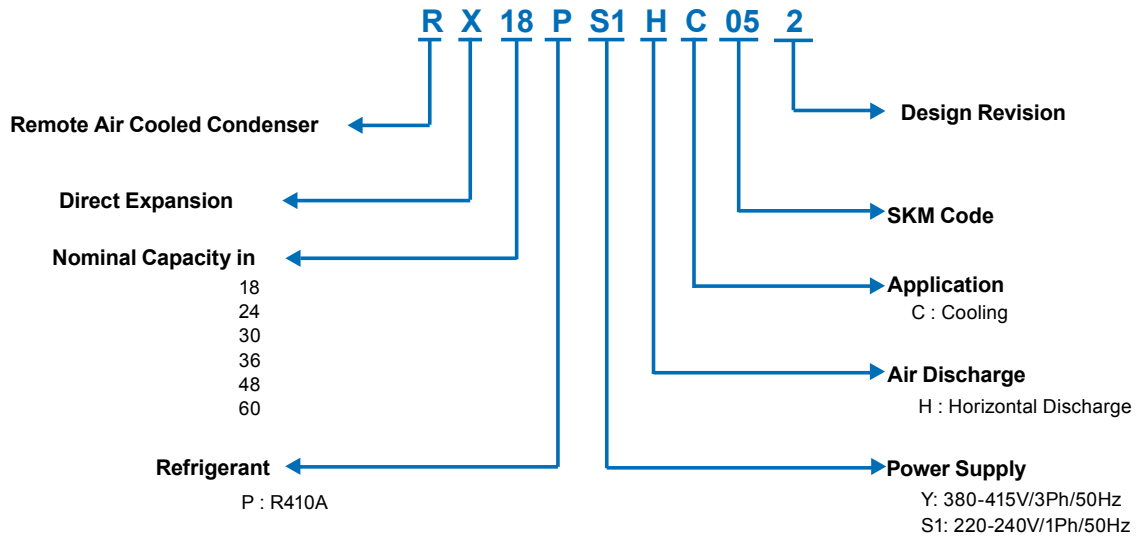 R X 18 P S1 H C 05 2
Remote Air Cooled Condenser
Design Revision
Direct Expansion
SKM Code
Nominal Capacity in
18
24
30
36
48
60
Application
C : Cooling
Air Discharge
H : Horizontal Discharge
Refrigerant
P : R410A
Power Supply
Y: 380-415V/3Ph/50Hz
S1: 220-240V/1Ph/50Hz